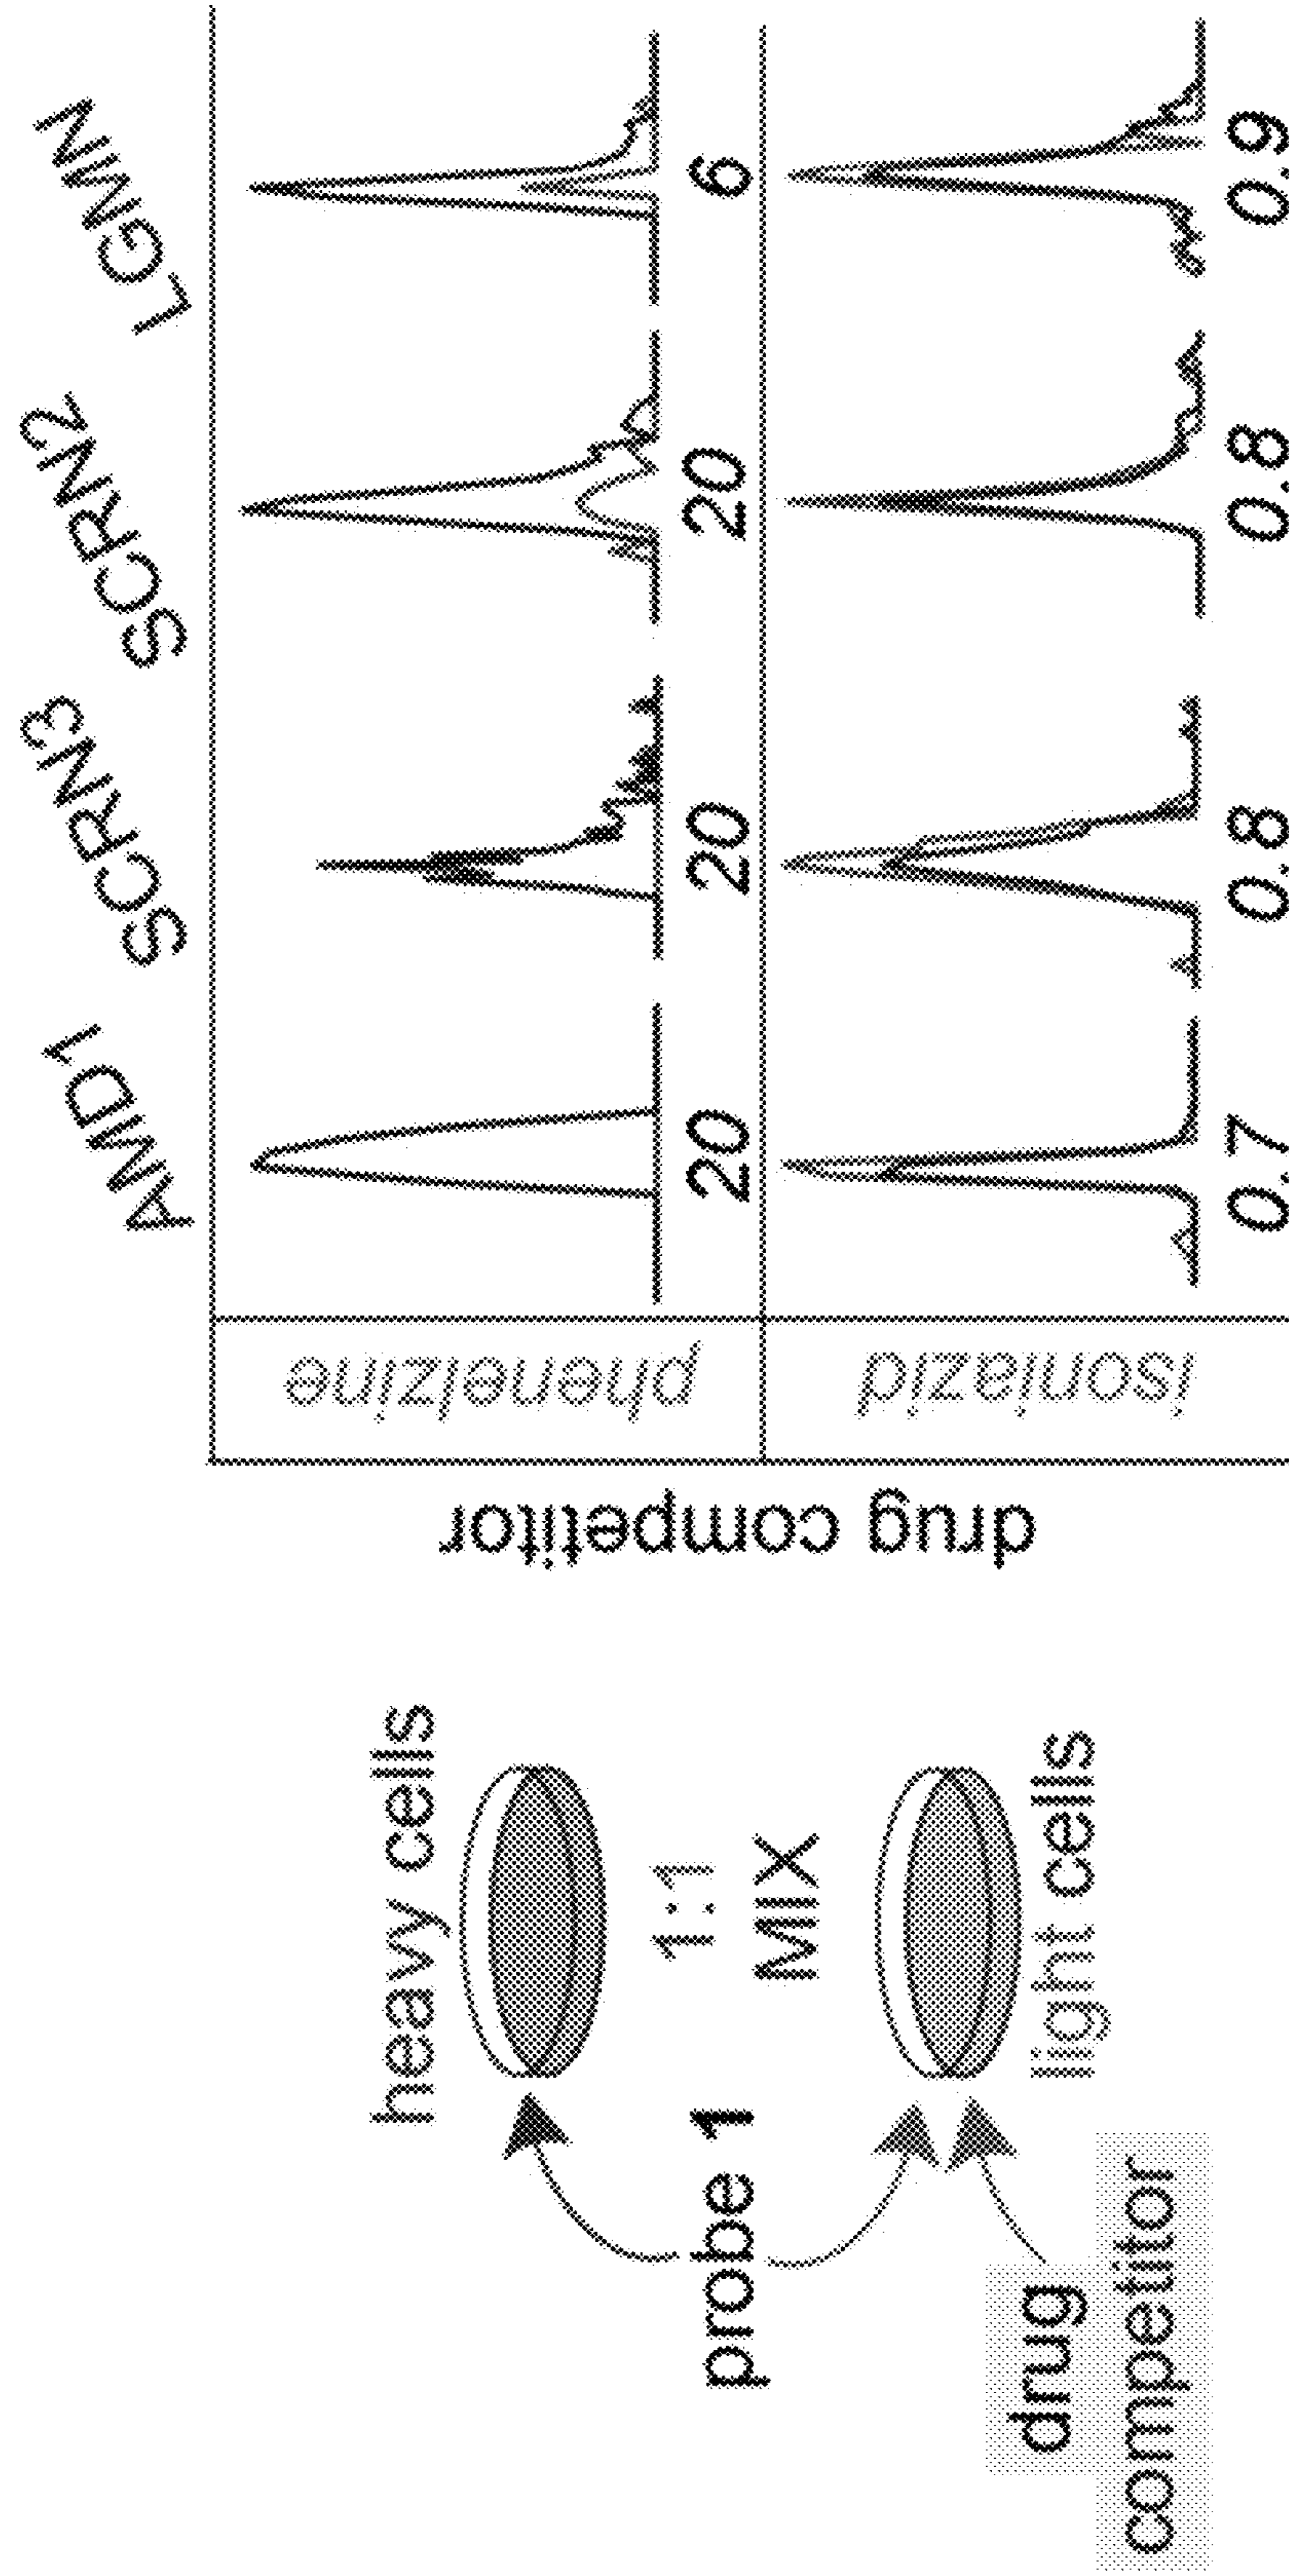 heavy cells
probe 1
1:1
MIX
drug
competitor
light cells
drug competitor
AMD1
SCRN3
SCRN2
LGMN
phenelzine
20
20
20
6
isoniazid
0.7
0.8
0.8
0.9